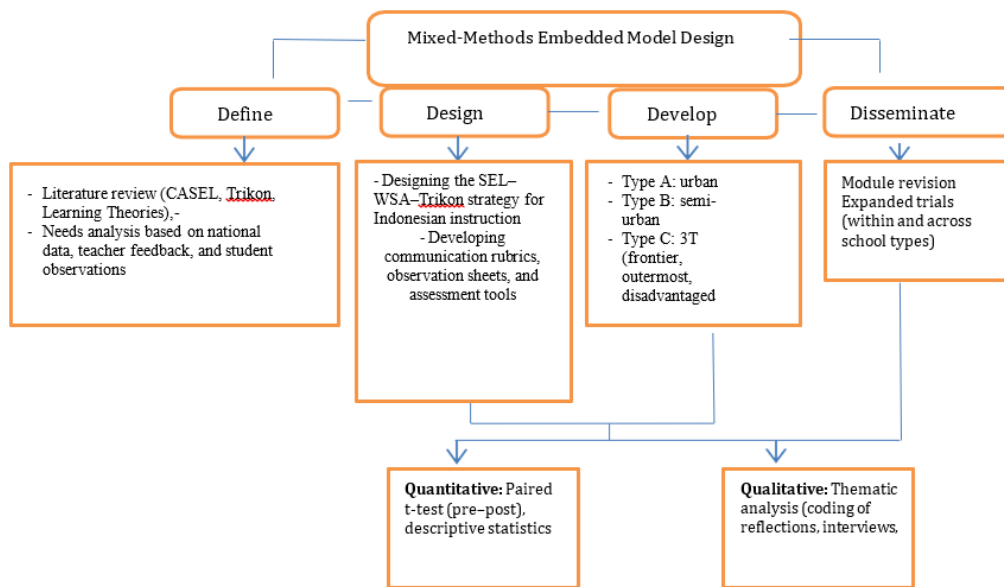 Mixed-Methods Embedded Model Design
Define
Design
Develop
Disseminate
- Literature review (CASEL, Trikon,
Learning Theories),-
- Needs analysis based on national
data, teacher feedback, and student
observations
- Designing the SEL–
WSA–Trikon strategy for
Indonesian instruction
- Developing
communication rubrics,
observation sheets, and
assessment tools
- Type A: urban
- Type B: semi-
urban
- Type C: 3T
(frontier,
outermost,
disadvantaged
Module revision
Expanded trials
(within and across
school types)
Quantitative: Paired
t-test (pre–post),
descriptive statistics
Qualitative: Thematic
analysis (coding of
reflections, interviews,